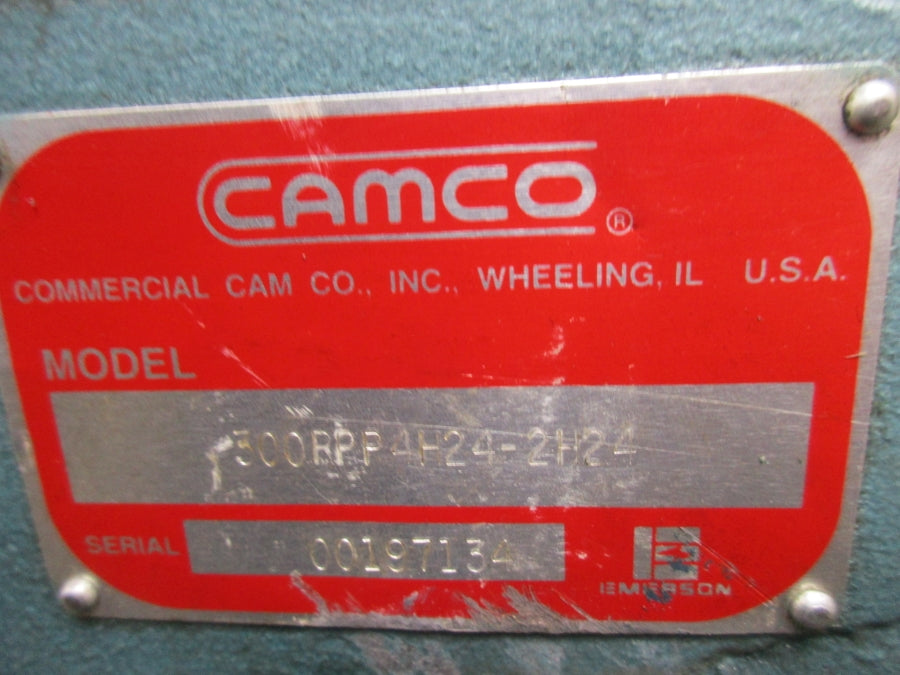 CAMCO ®
COMMERCIAL CAM CO., INC., WHEELING, IL U.S.A.
MODEL
300RPP4H24-2H24
SERIAL 00197134
EMERSON